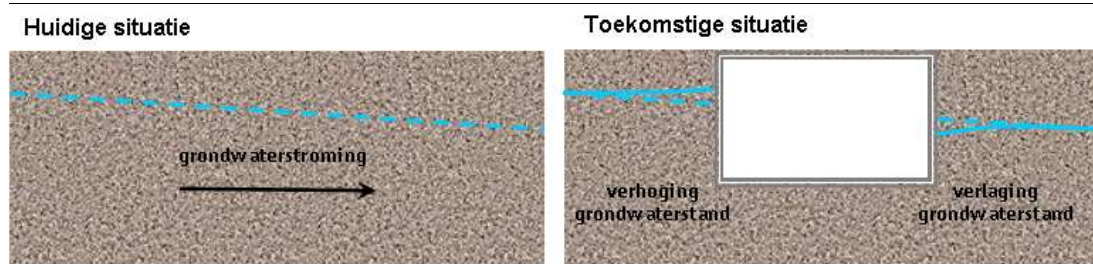 Huidige situatie
Toekomstige situatie
grondwaterstroming
verhoging
grondwaterstand
verlaging
grondwaterstand